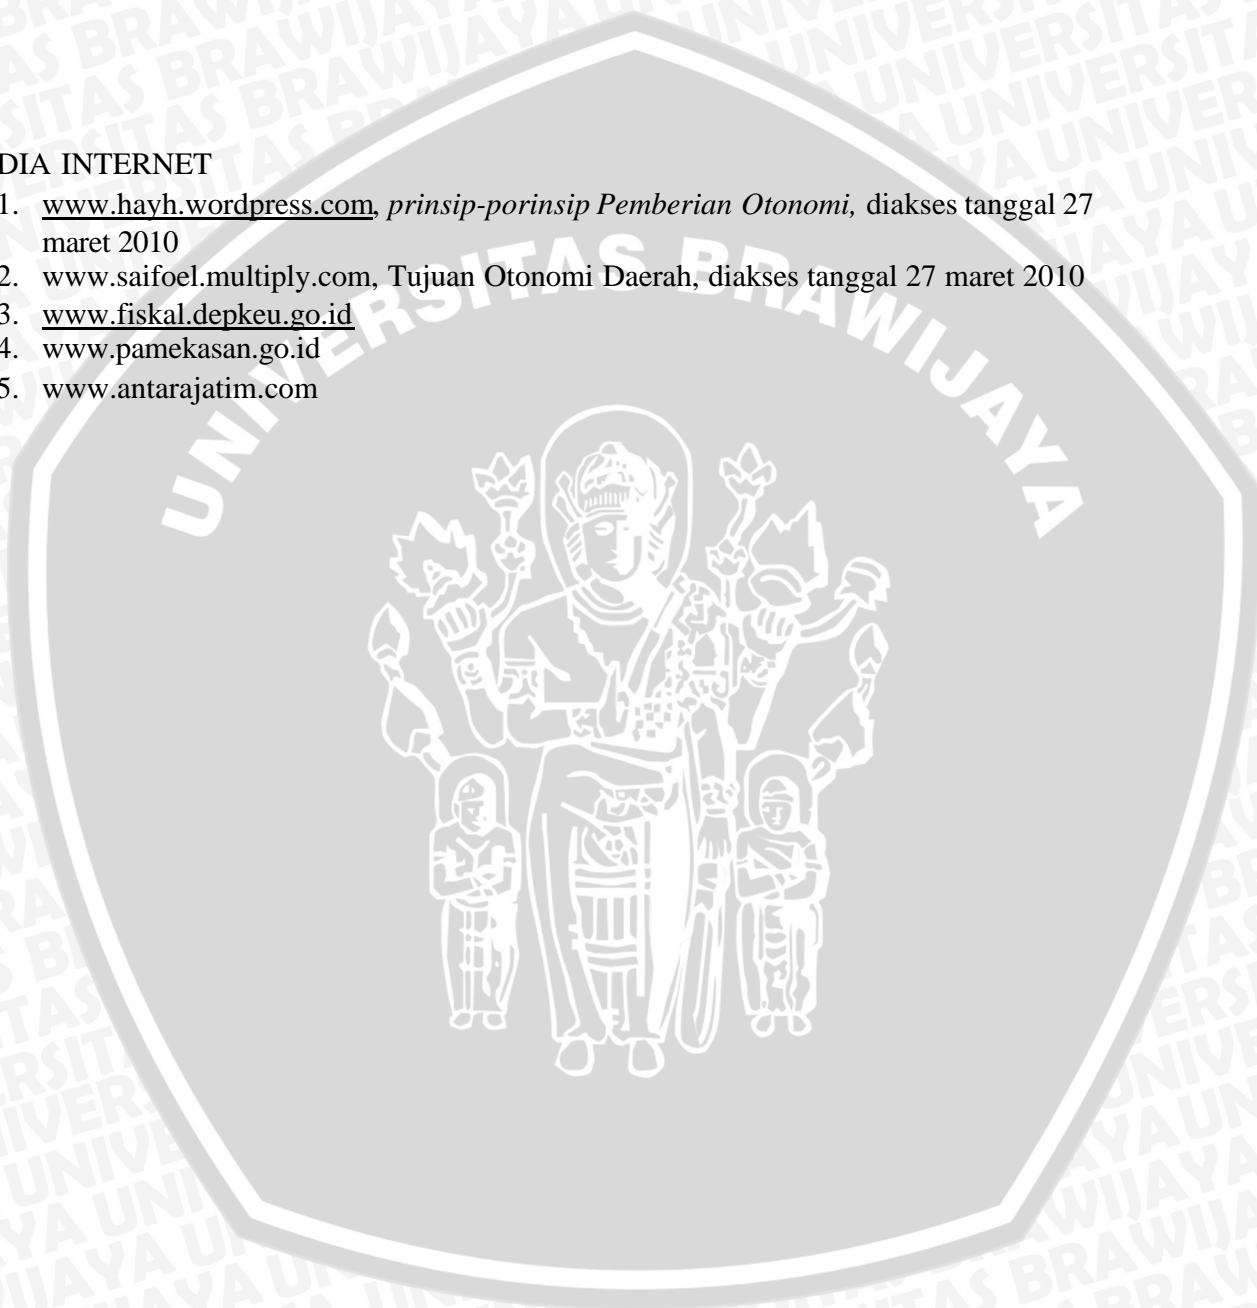 DIA INTERNET
1. www.hayh.wordpress.com, prinsip-porinsip Pemberian Otonomi, diakses tanggal 27
maret 2010
2. www.saifoel.multiply.com, Tujuan Otonomi Daerah, diakses tanggal 27 maret 2010
3. www.fiskal.depkeu.go.id
4. www.pamekasan.go.id
5. www.antarajatim.com
UNIVERSITAS BRAWIJAYA